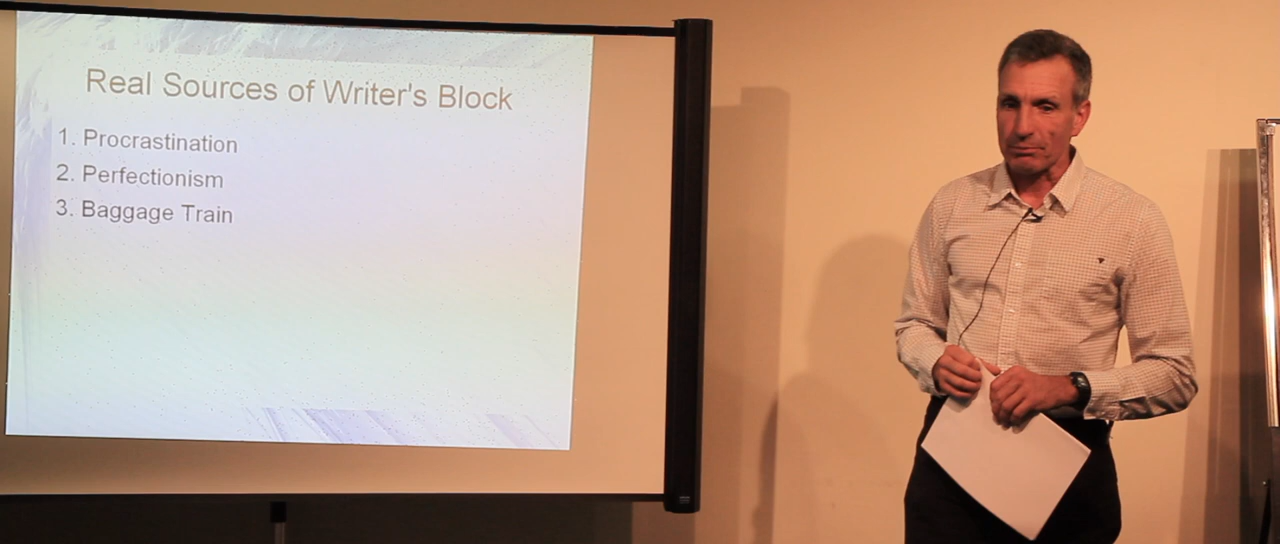 Real Sources of Writer's Block
1. Procrastination
2. Perfectionism
3. Baggage Train